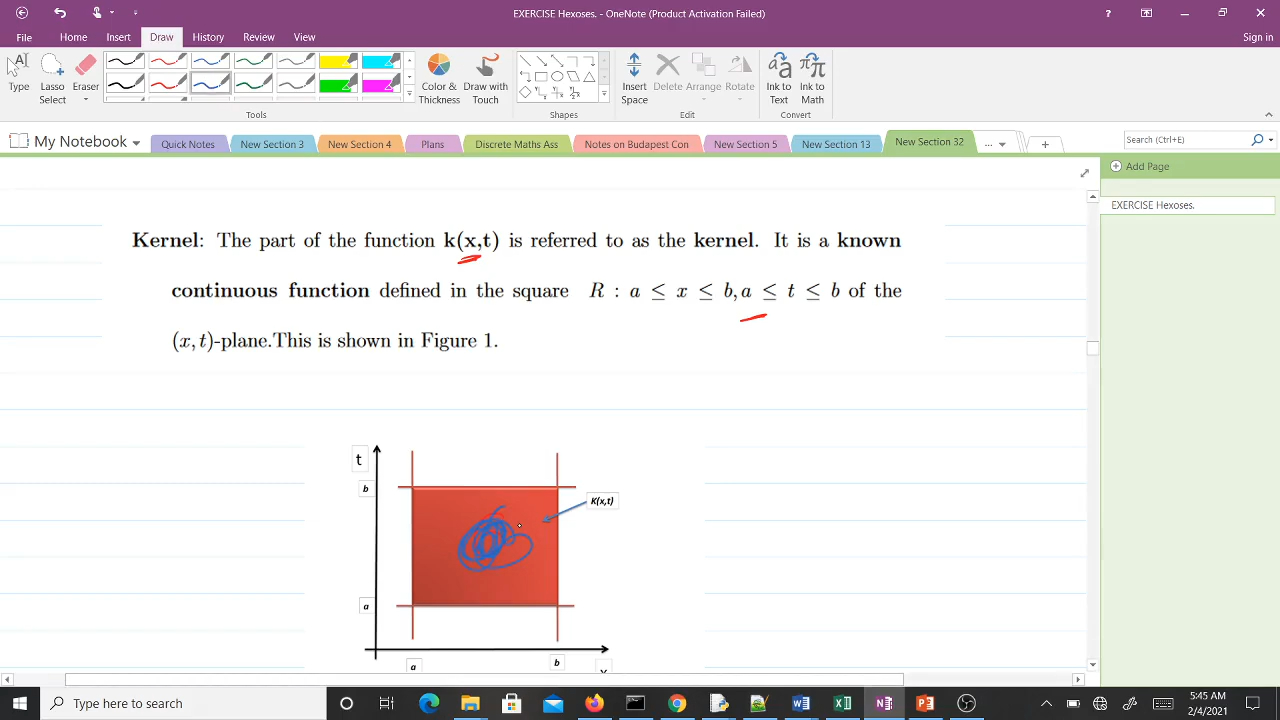 EXERCISE Hexoses. - OneNote (Product Activation Failed)
?
File Home Insert Draw History Review View
Sign in
Type
Lasso Select
Eraser
Color & Thickness
Draw with Touch
Insert Space
Delete
Arrange
Rotate
Ink to Text
Ink to Math
Tools
Shapes
Edit
Convert
My Notebook
Quick Notes
New Section 3
New Section 4
Plans
Discrete Maths Ass
Notes on Budapest Con
New Section 5
New Section 13
New Section 32
...
Search (Ctrl+E)
Add Page
EXERCISE Hexoses.
Kernel: The part of the function k(x,t) is referred to as the kernel. It is a known
continuous function defined in the square R : a ≤ x ≤ b, a ≤ t ≤ b of the
(x, t)-plane.This is shown in Figure 1.
t
b
K(x,t)
a
a
b
x
Type here to search
5:45 AM
2/4/2021